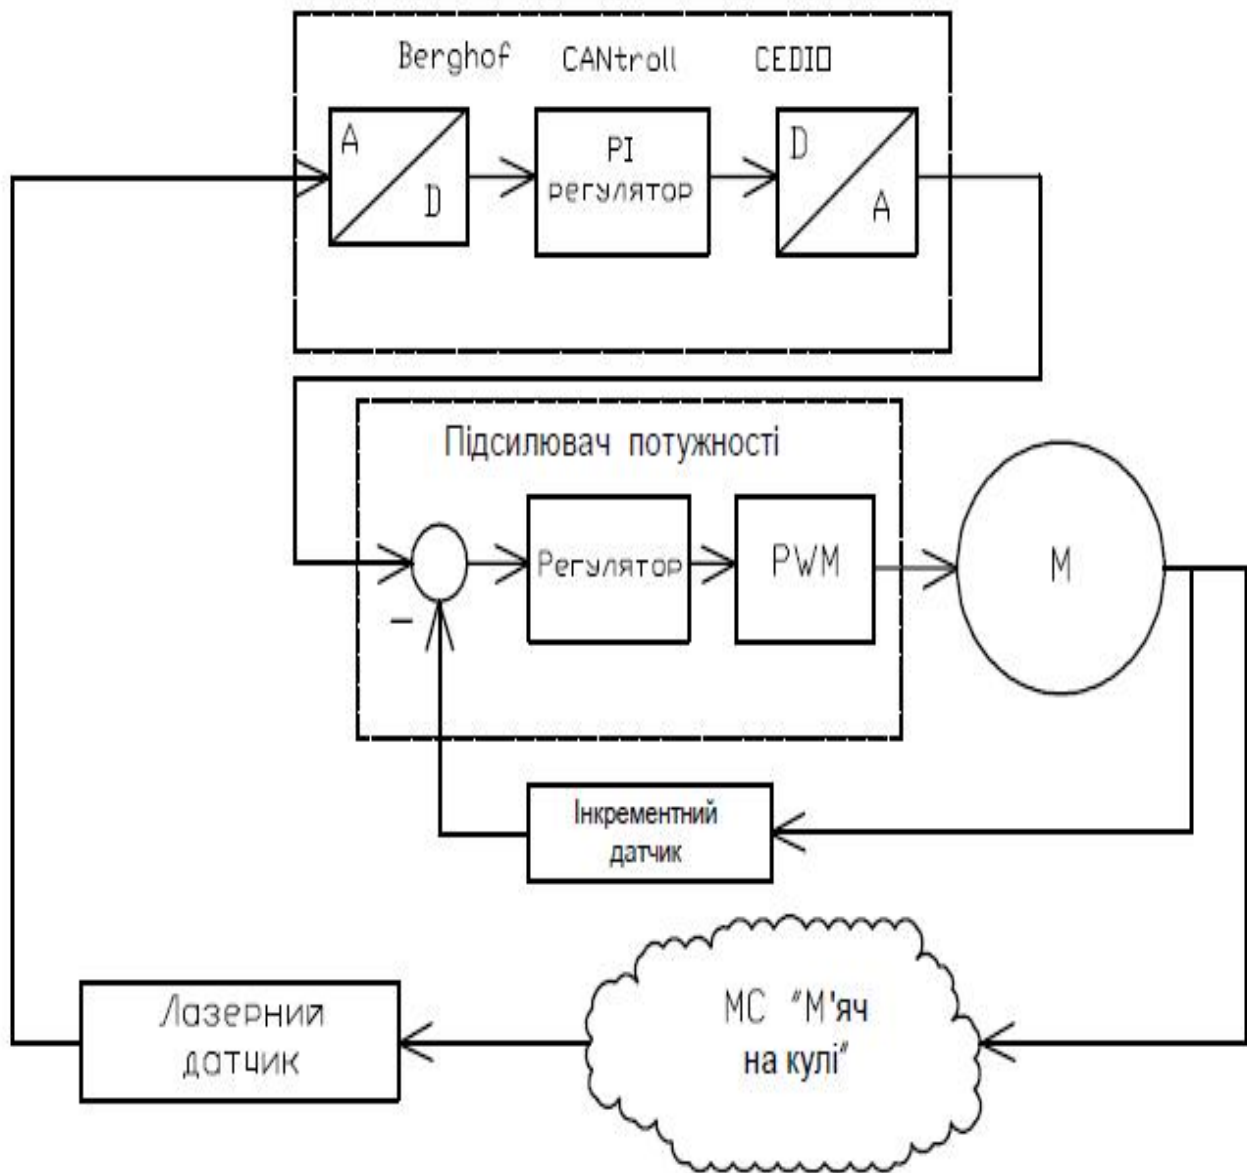 Berghof CANtroll CEDIO
A
D
PI
регулятор
D
A
Підсилювач потужності
Регулятор
PWM
M
–
Інкрементний
датчик
Лазерний
датчик
МС "М'яч
на кулі"